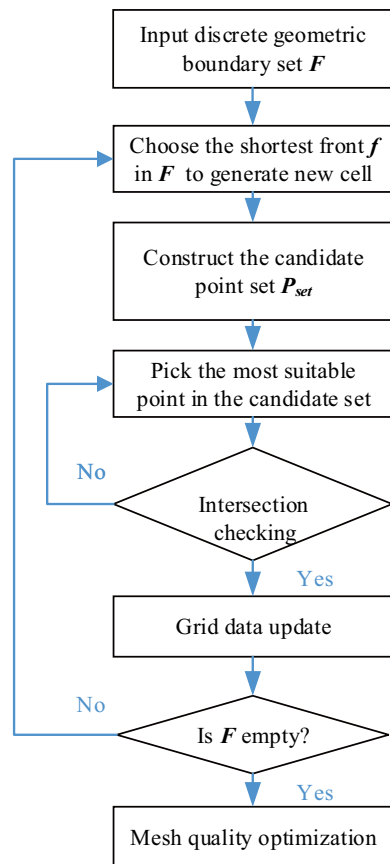 Input discrete geometric
boundary set F
Choose the shortest front f
in F to generate new cell
Construct the candidate
point set Pset
Pick the most suitable
point in the candidate set
No
Intersection
checking
Yes
Grid data update
No
Is F empty?
Yes
Mesh quality optimization